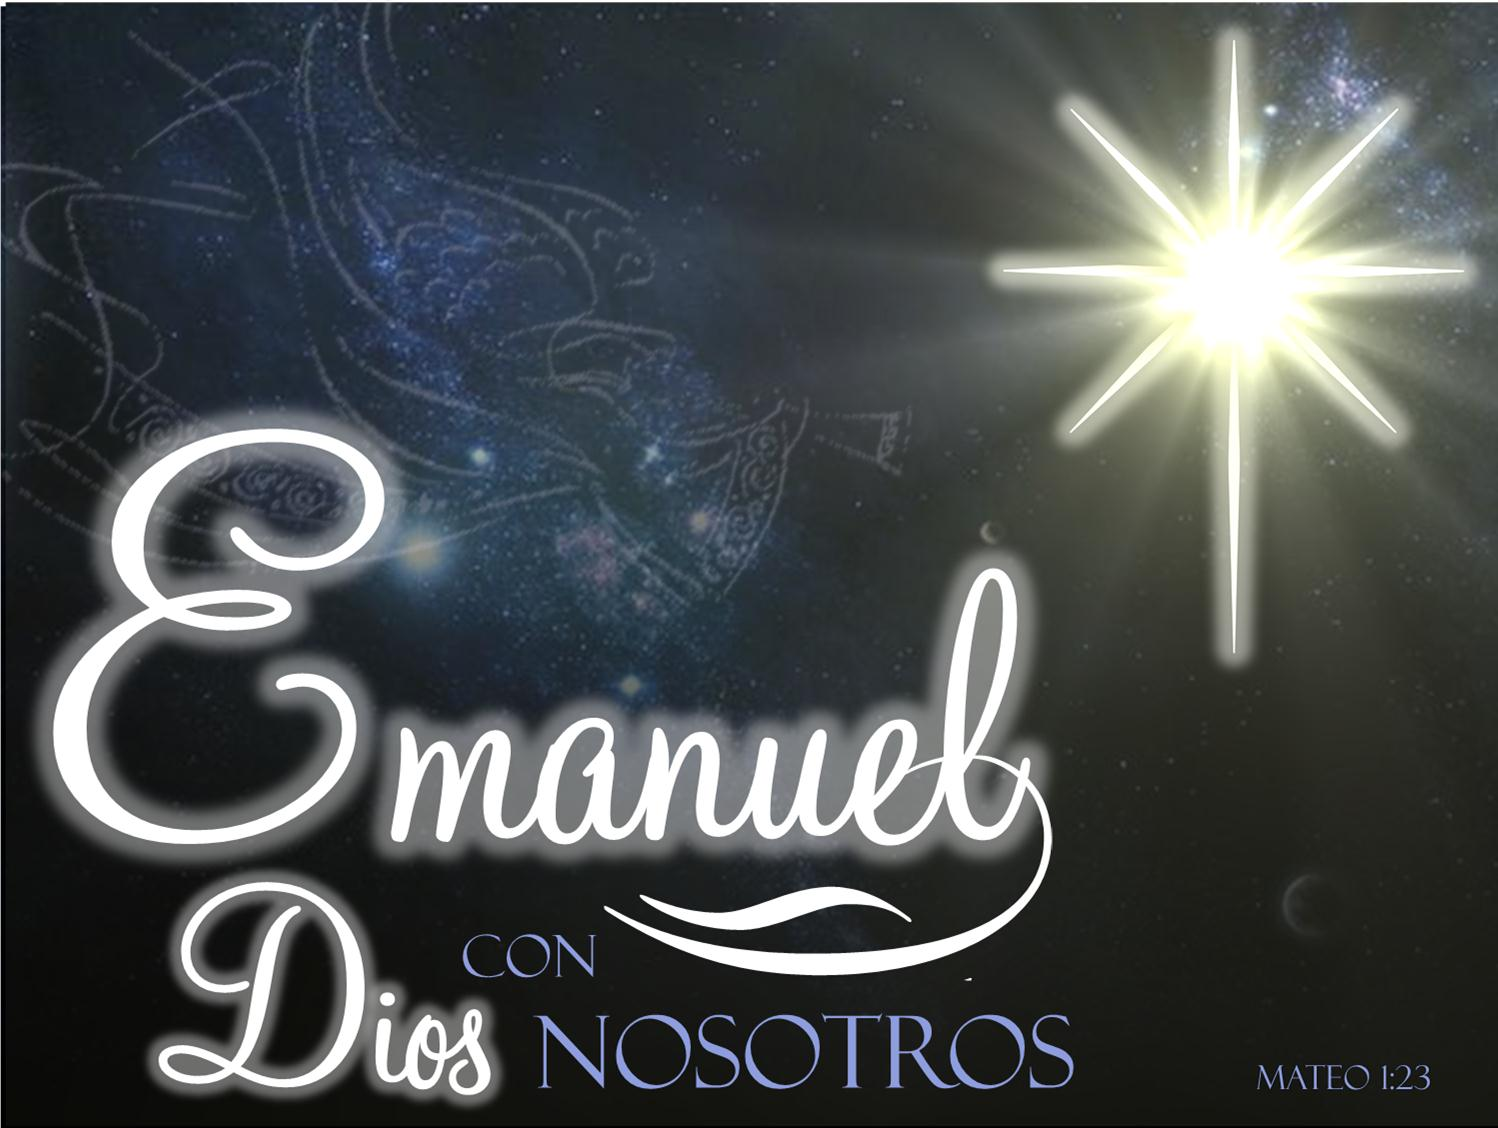 Emanuel
Dios CON NOSOTROS
MATEO 1:23